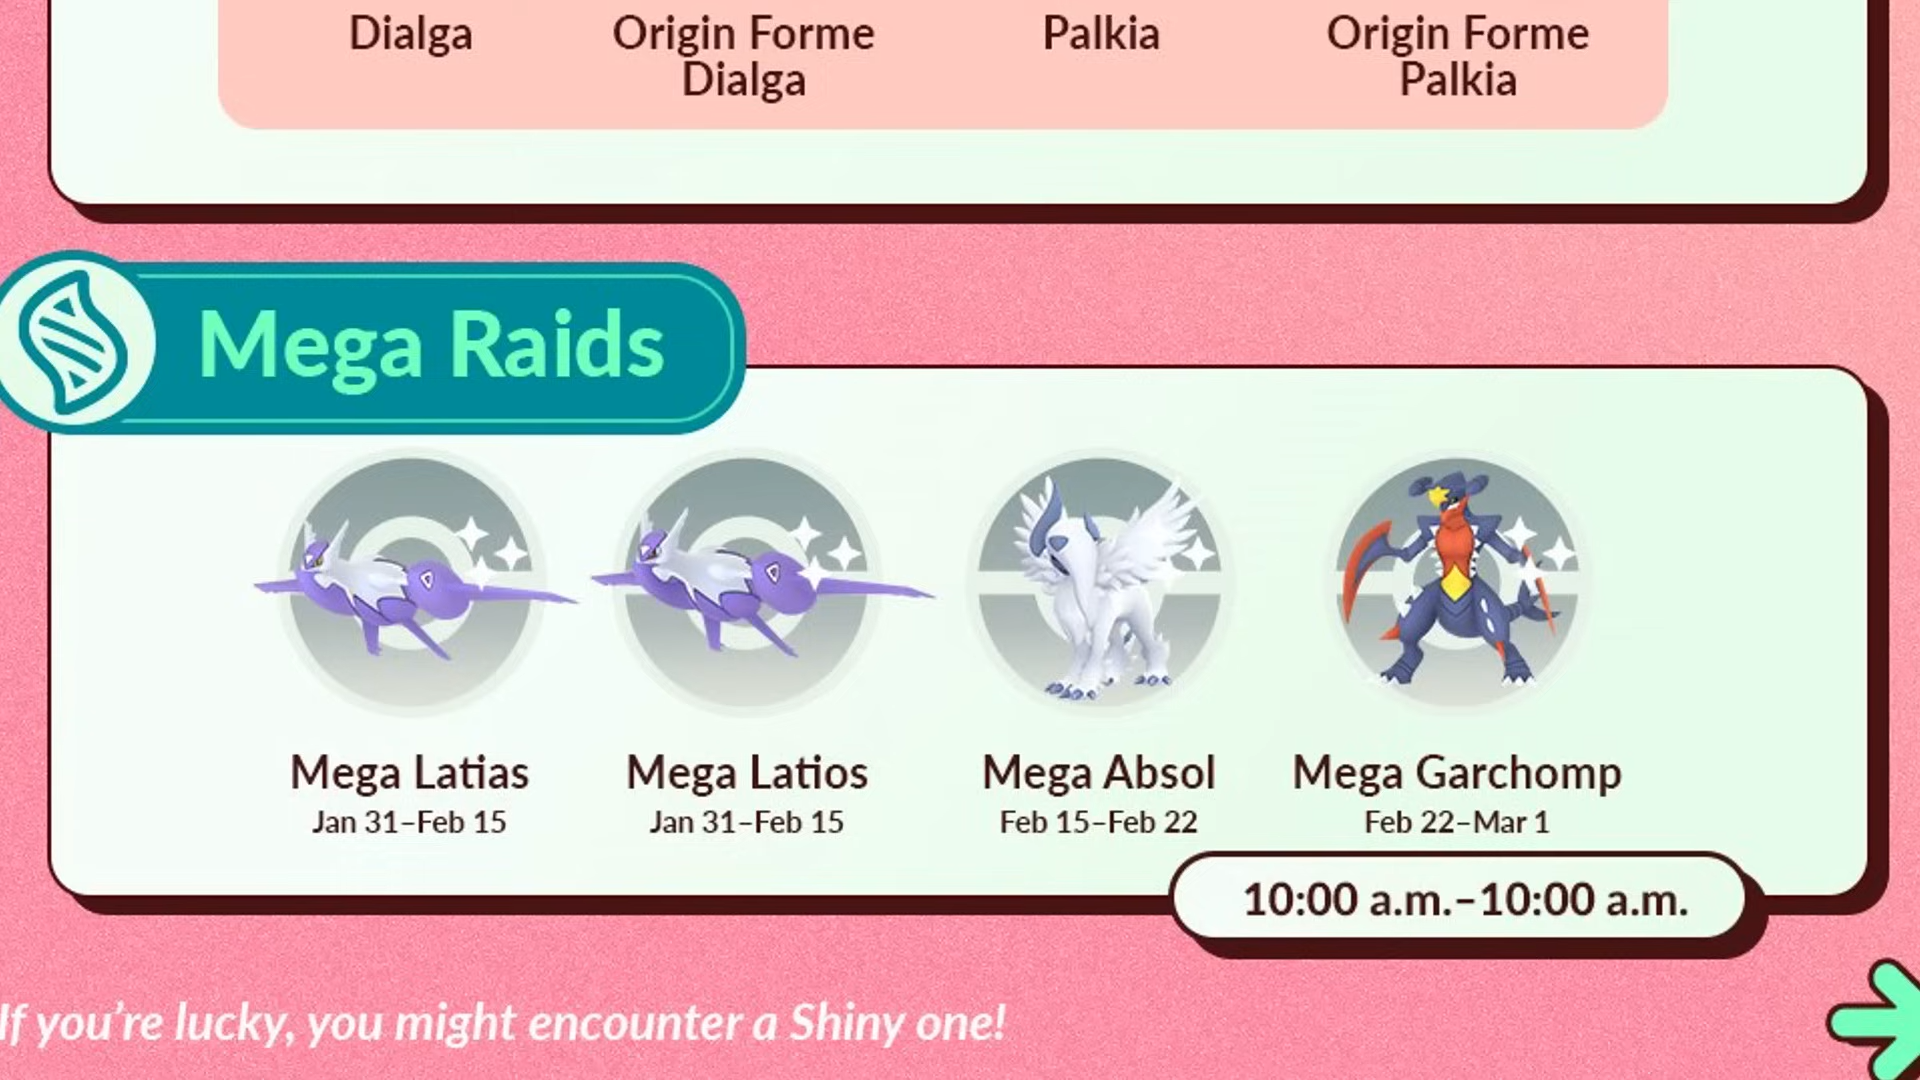 Dialga
Origin Forme
Dialga
Palkia
Origin Forme
Palkia
Mega Raids
Mega Latias
Jan 31–Feb 15
Mega Latios
Jan 31–Feb 15
Mega Absol
Feb 15–Feb 22
Mega Garchomp
Feb 22–Mar 1
10:00 a.m.–10:00 a.m.
If you’re lucky, you might encounter a Shiny one!